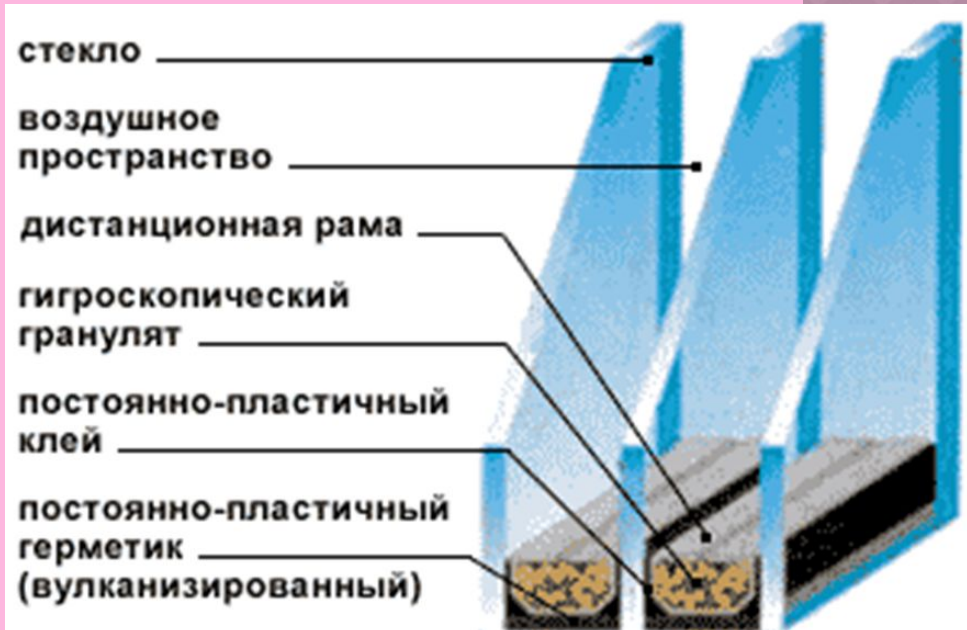 стекло
воздушное
пространство
дистанционная рама
гигроскопический
гранулят
постоянно-пластичный
клей
постоянно-пластичный
герметик
(вулканизированный)